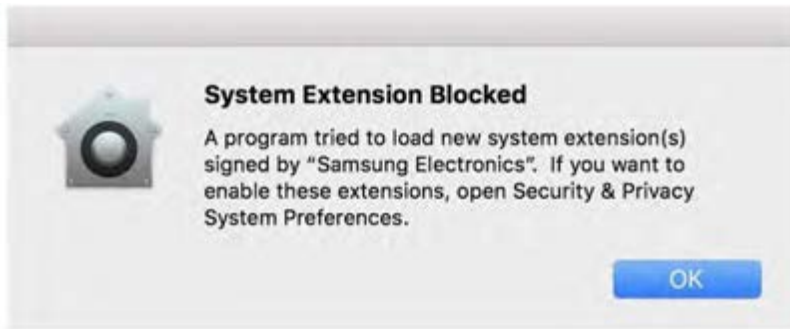 System Extension Blocked
A program tried to load new system extension(s)
signed by “Samsung Electronics”.  If you want to
enable these extensions, open Security & Privacy
System Preferences.
OK